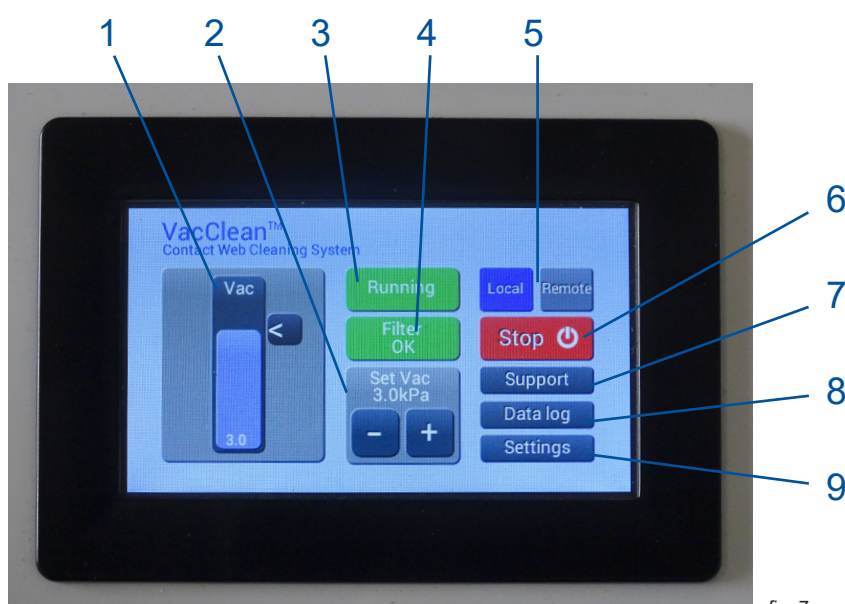 1 2 3 4 5
6
7
8
9
VacClean™
Contact Web Cleaning System
Vac
<
3.0
Running
Filter
OK
Set Vac
3.0kPa
- +
Local Remote
Stop
Support
Data log
Settings